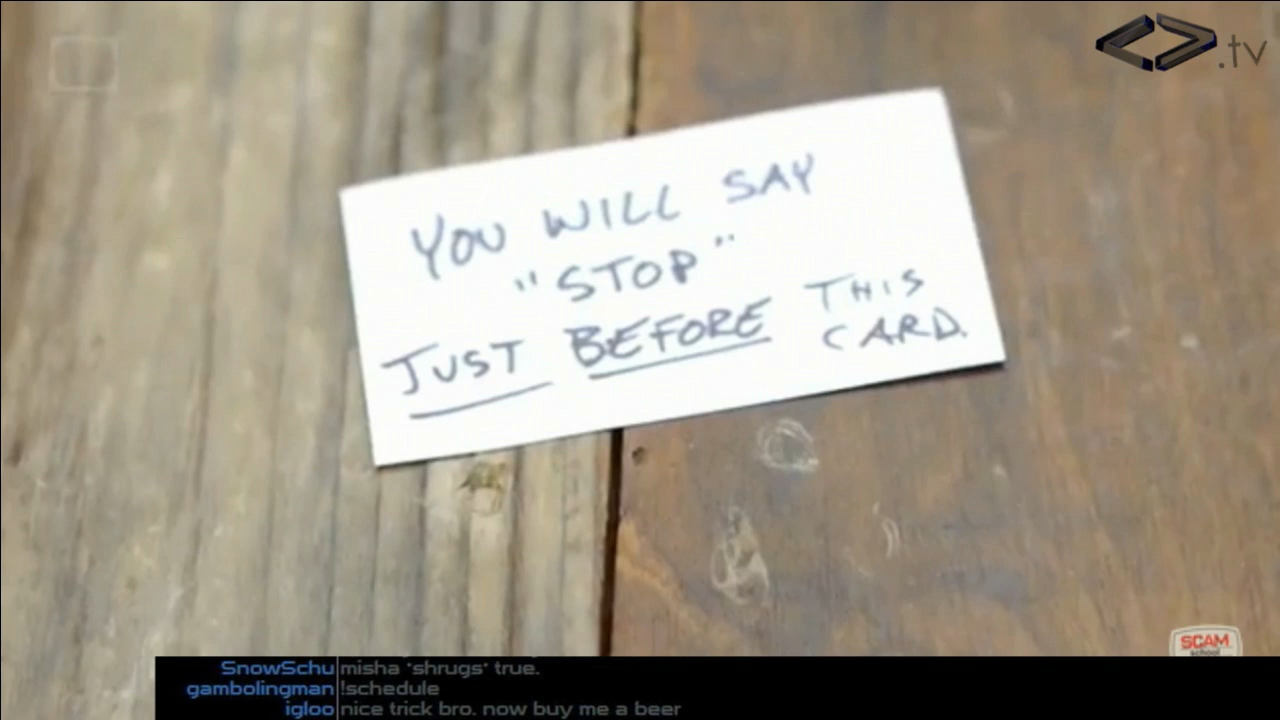 <>.tv
YOU WILL SAY
"STOP"
JUST BEFORE THIS
CARD.
SCAM
school
SnowSchu misha *shrugs* true.
gambolingman !schedule
igloo nice trick bro. now buy me a beer